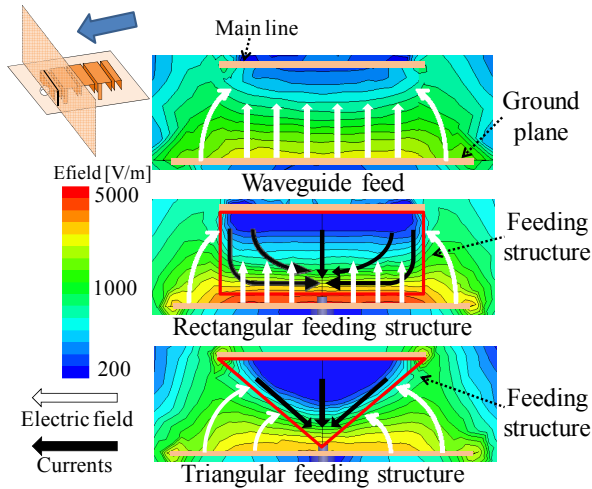 Main line
Ground
plane
Waveguide feed
Efield [V/m]
5000
1000
200
Electric field
Currents
Feeding
structure
Rectangular feeding structure
Feeding
structure
Triangular feeding structure